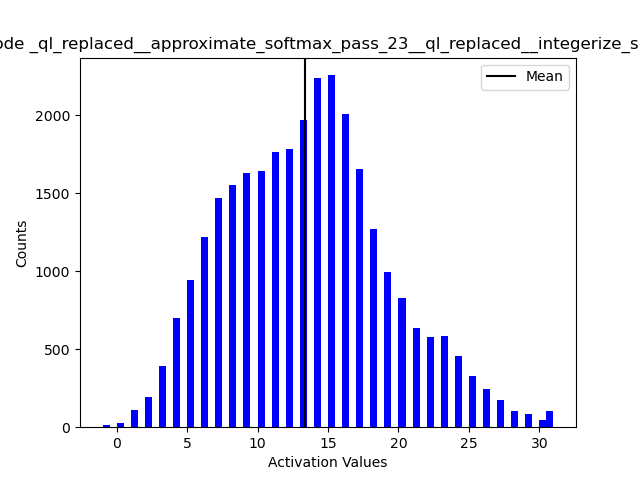 ode _ql_replaced__approximate_softmax_pass_23__ql_replaced__integerize_s
Mean
Counts
2000
1500
1000
500
0
0 5 10 15 20 25 30
Activation Values